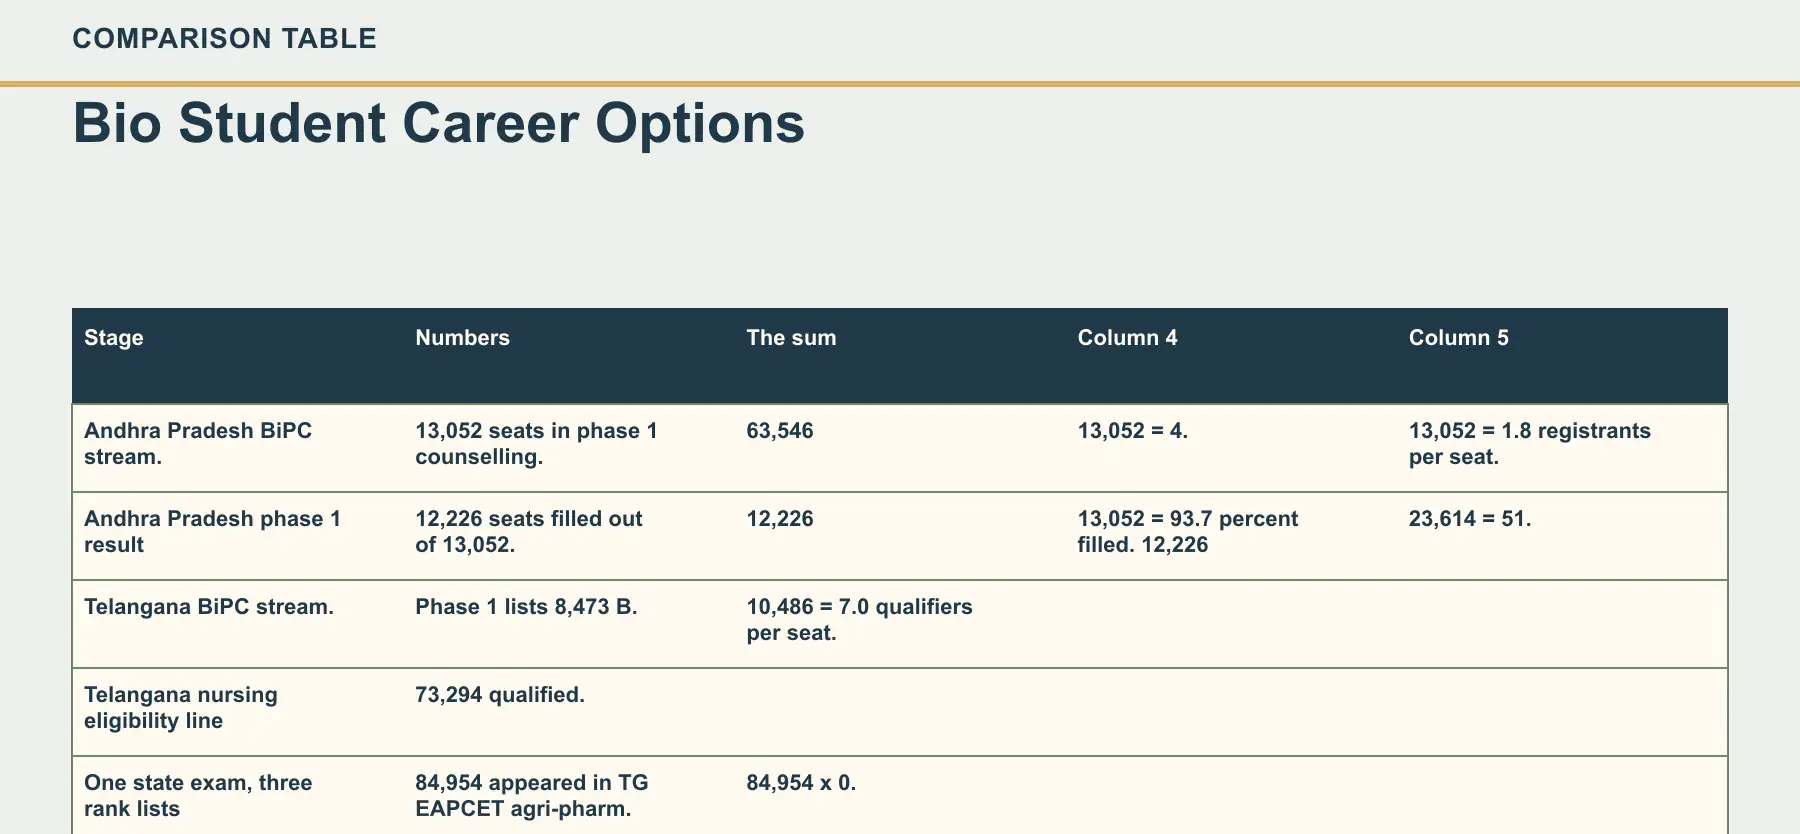 COMPARISON TABLE
Bio Student Career Options
Stage
Numbers
The sum
Column 4
Column 5
Andhra Pradesh BiPC
stream.
13,052 seats in phase 1
counselling.
63,546
13,052 = 4.
13,052 = 1.8 registrants
per seat.
Andhra Pradesh phase 1
result
12,226 seats filled out
of 13,052.
12,226
13,052 = 93.7 percent
filled. 12,226
23,614 = 51.
Telangana BiPC stream.
Phase 1 lists 8,473 B.
10,486 = 7.0 qualifiers
per seat.
Telangana nursing
eligibility line
73,294 qualified.
One state exam, three
rank lists
84,954 appeared in TG
EAPCET agri-pharm.
84,954 x 0.